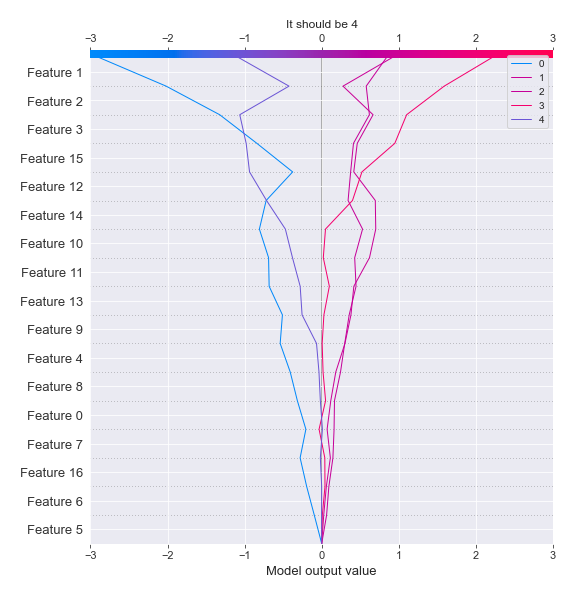 It should be 4
−3 −2 −1 0 1 2 3
0
1
2
3
4
Feature 1
Feature 2
Feature 3
Feature 15
Feature 12
Feature 14
Feature 10
Feature 11
Feature 13
Feature 9
Feature 4
Feature 8
Feature 0
Feature 7
Feature 16
Feature 6
Feature 5
−3 −2 −1 0 1 2 3
Model output value